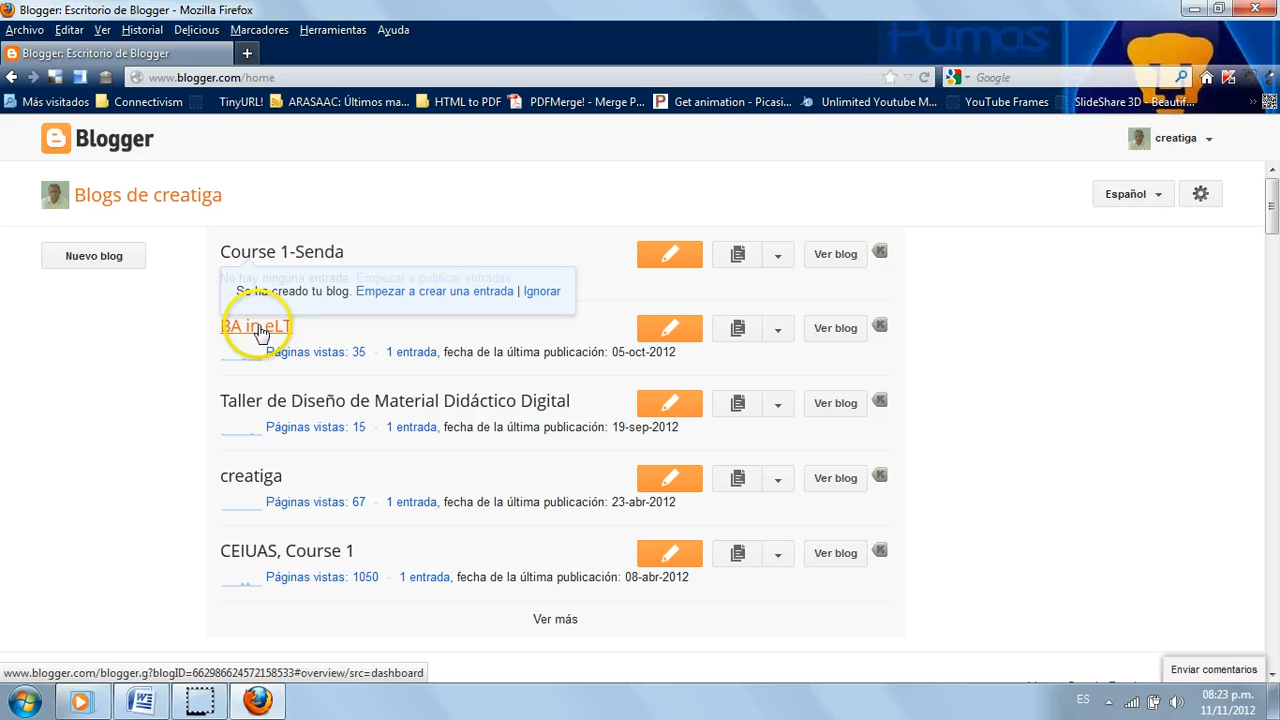 Blogger: Escritorio de Blogger - Mozilla Firefox
Archivo Editar Ver Historial Delicious Marcadores Herramientas Ayuda
Pumas
Blogger: Escritorio de Blogger
www.blogger.com/home
Google
Más visitados Connectivism TinyURL! ARASAAC: Últimos ma... HTML to PDF PDFMerge! - Merge P... Get animation - Picasi... Unlimited Youtube M... YouTube Frames SlideShare 3D - Beautif... »
Blogger
creatiga
Blogs de creatiga
Español
Nuevo blog
Course 1-Senda
Ver blog
No hay ninguna entrada. Empezar a publicar entradas.
Se ha creado tu blog. Empezar a crear una entrada | Ignorar
BA in eLT
Ver blog
Páginas vistas: 35 - 1 entrada, fecha de la última publicación: 05-oct-2012
Taller de Diseño de Material Didáctico Digital
Ver blog
Páginas vistas: 15 - 1 entrada, fecha de la última publicación: 19-sep-2012
creatiga
Ver blog
Páginas vistas: 67 - 1 entrada, fecha de la última publicación: 23-abr-2012
CEIUAS, Course 1
Ver blog
Páginas vistas: 1050 - 1 entrada, fecha de la última publicación: 08-abr-2012
Ver más
www.blogger.com/blogger.g?blogID=662986624572158533#overview/src=dashboard
Enviar comentarios
ES
08:23 p.m.
11/11/2012